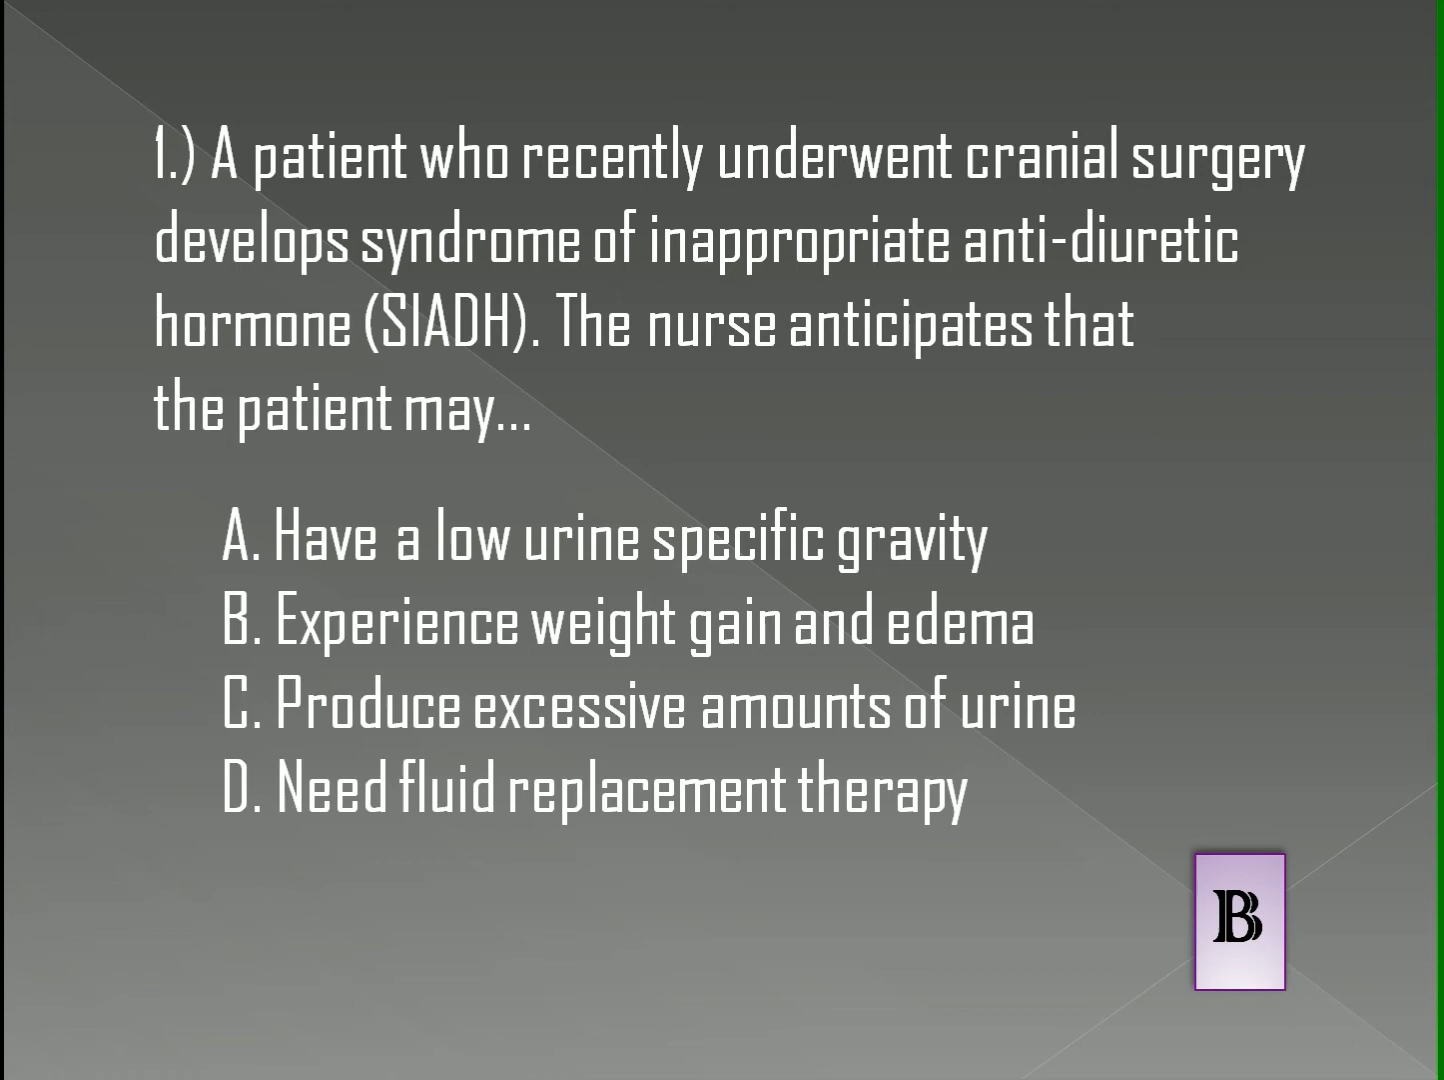 1.) A patient who recently underwent cranial surgery
develops syndrome of inappropriate anti-diuretic
hormone (SIADH). The nurse anticipates that
the patient may...
A. Have a low urine specific gravity
B. Experience weight gain and edema
C. Produce excessive amounts of urine
D. Need fluid replacement therapy
B